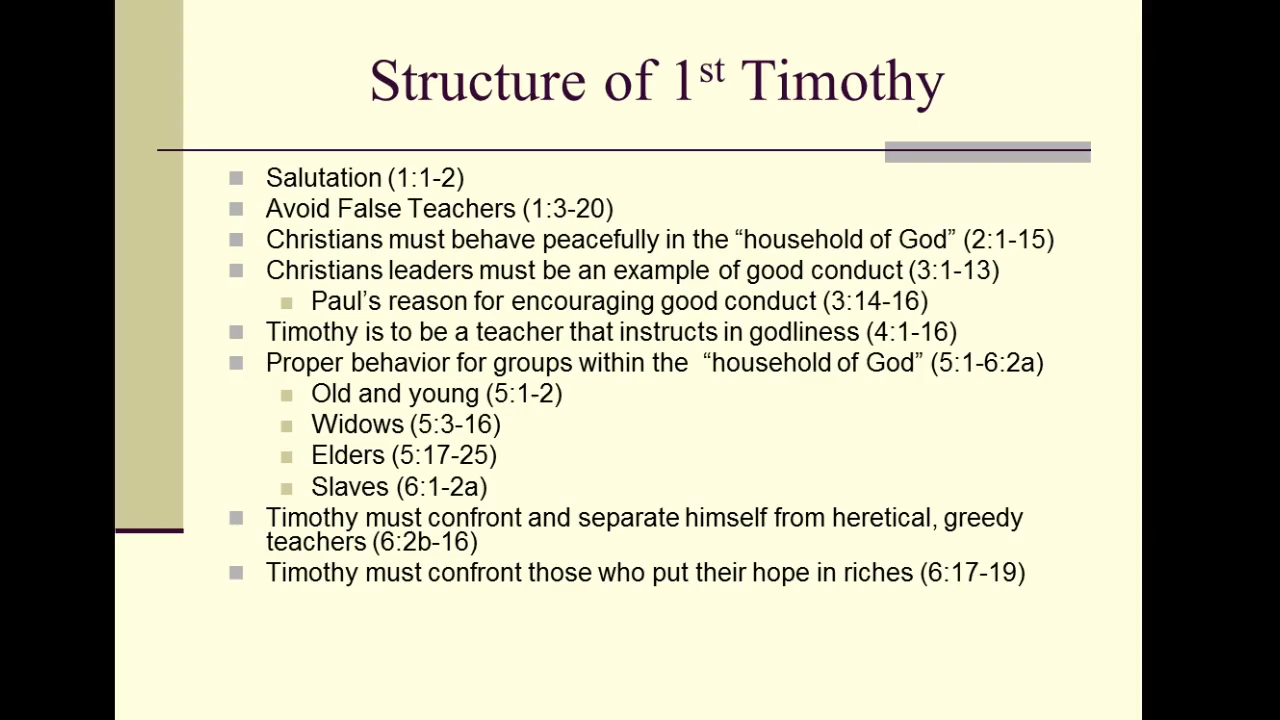 Structure of 1st Timothy
Salutation (1:1-2)
Avoid False Teachers (1:3-20)
Christians must behave peacefully in the “household of God” (2:1-15)
Christians leaders must be an example of good conduct (3:1-13)
Paul’s reason for encouraging good conduct (3:14-16)
Timothy is to be a teacher that instructs in godliness (4:1-16)
Proper behavior for groups within the “household of God” (5:1-6:2a)
Old and young (5:1-2)
Widows (5:3-16)
Elders (5:17-25)
Slaves (6:1-2a)
Timothy must confront and separate himself from heretical, greedy
teachers (6:2b-16)
Timothy must confront those who put their hope in riches (6:17-19)